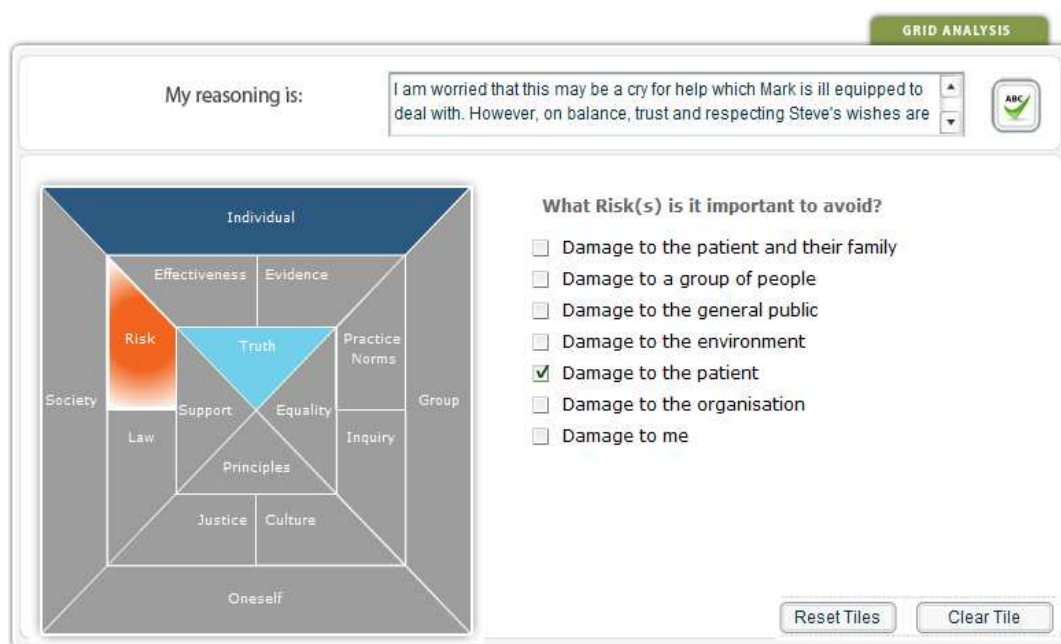 GRID ANALYSIS
My reasoning is:
I am worried that this may be a cry for help which Mark is ill equipped to
deal with. However, on balance, trust and respecting Steve's wishes are
ABC
Individual
Effectiveness
Evidence
Risk
Truth
Practice
Norms
Society
Support
Equality
Group
Law
Inquiry
Principles
Justice
Culture
Oneself
What Risk(s) is it important to avoid?
Damage to the patient and their family
Damage to a group of people
Damage to the general public
Damage to the environment
Damage to the patient
Damage to the organisation
Damage to me
Reset Tiles
Clear Tile